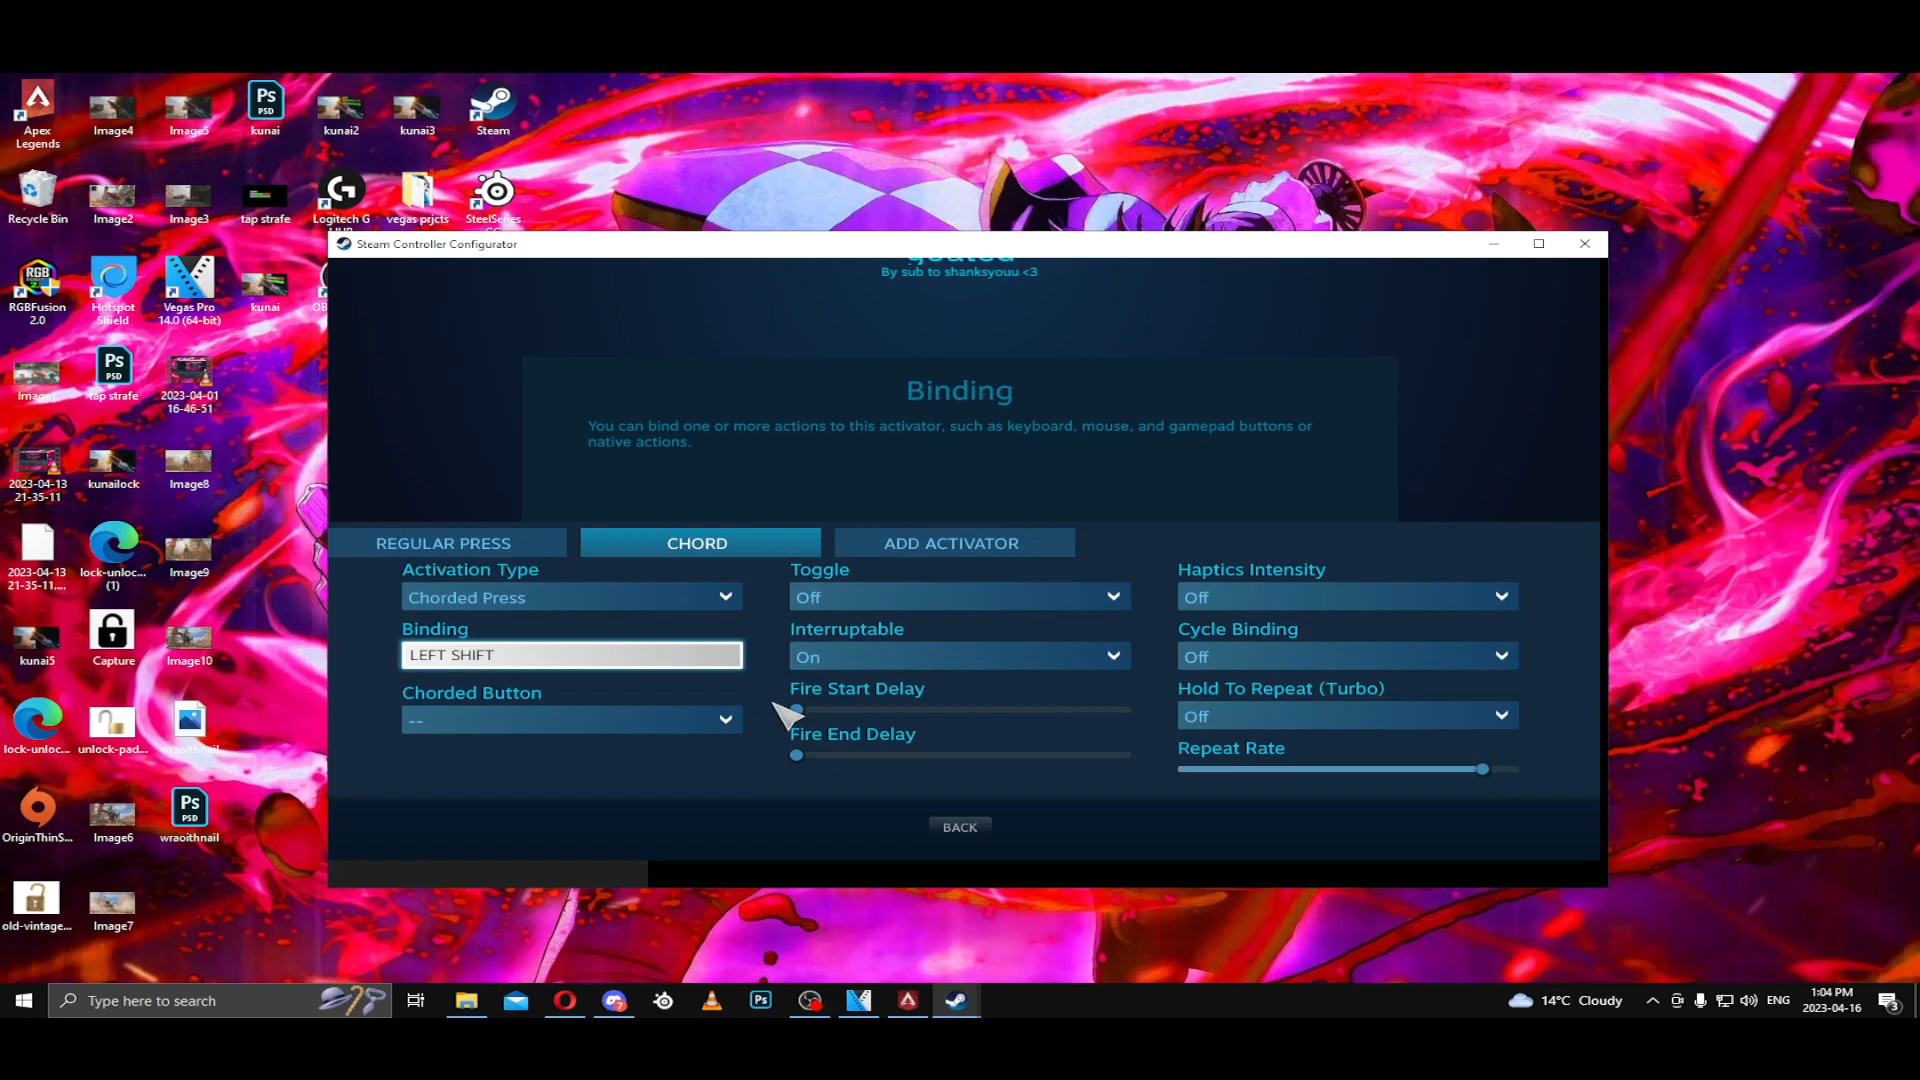 Apex
Legends
Image4
Image5
kunai
kunai2
kunai3
Steam
Recycle Bin
Image2
Image3
tap strafe
Logitech G
HUB
vegas prjcts
SteelSeries
GG
RGBFusion
2.0
Hotspot
Shield
Vegas Pro
14.0 (64-bit)
kunai
OB
Image1
tap strafe
2023-04-01
16-46-51
2023-04-13
21-35-11
kunailock
Image8
2023-04-13
21-35-11....
lock-unloc...
(1)
Image9
kunai5
Capture
Image10
lock-unloc...
unlock-pad...
wraoithnail
OriginThinS...
Image6
wraoithnail
old-vintage...
Image7
Steam Controller Configurator
goated
By sub to shanksyouu <3
Binding
You can bind one or more actions to this activator, such as keyboard, mouse, and gamepad buttons or
native actions.
REGULAR PRESS
CHORD
ADD ACTIVATOR
Activation Type
Chorded Press
Binding
LEFT SHIFT
Chorded Button
--
Toggle
Off
Interruptable
On
Fire Start Delay
Fire End Delay
Haptics Intensity
Off
Cycle Binding
Off
Hold To Repeat (Turbo)
Off
Repeat Rate
BACK
Type here to search
14°C Cloudy
ENG
1:04 PM
2023-04-16
3